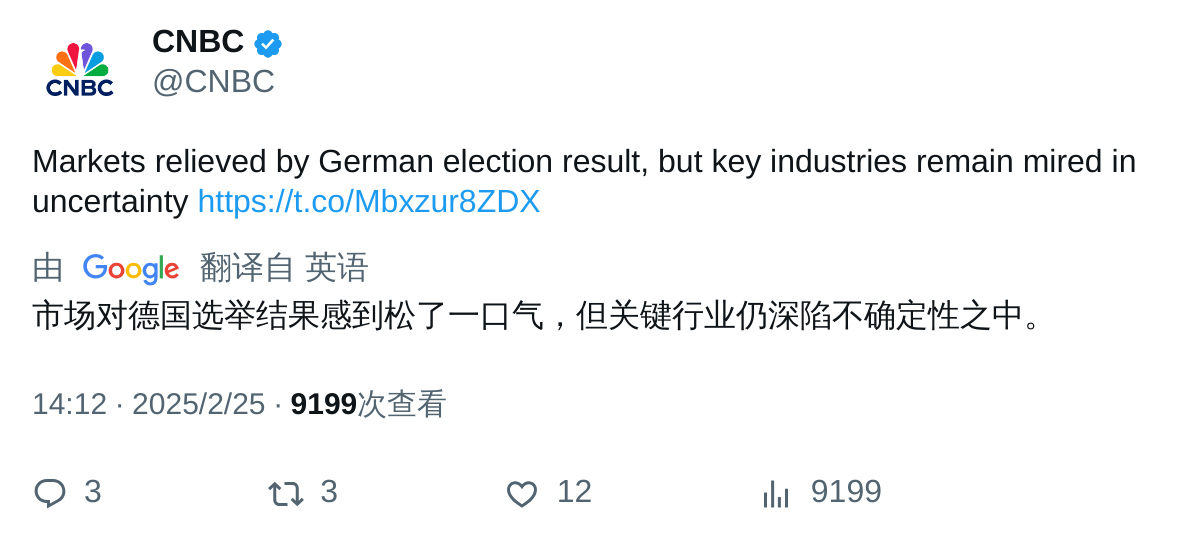 CNBC
CNBC
@CNBC
Markets relieved by German election result, but key industries remain mired in
uncertainty https://t.co/Mbxzur8ZDX
由 Google 翻译自 英语
市场对德国选举结果感到松了一口气，但关键行业仍深陷不确定性之中。
14:12 · 2025/2/25 · 9199次查看
3 3 12 9199